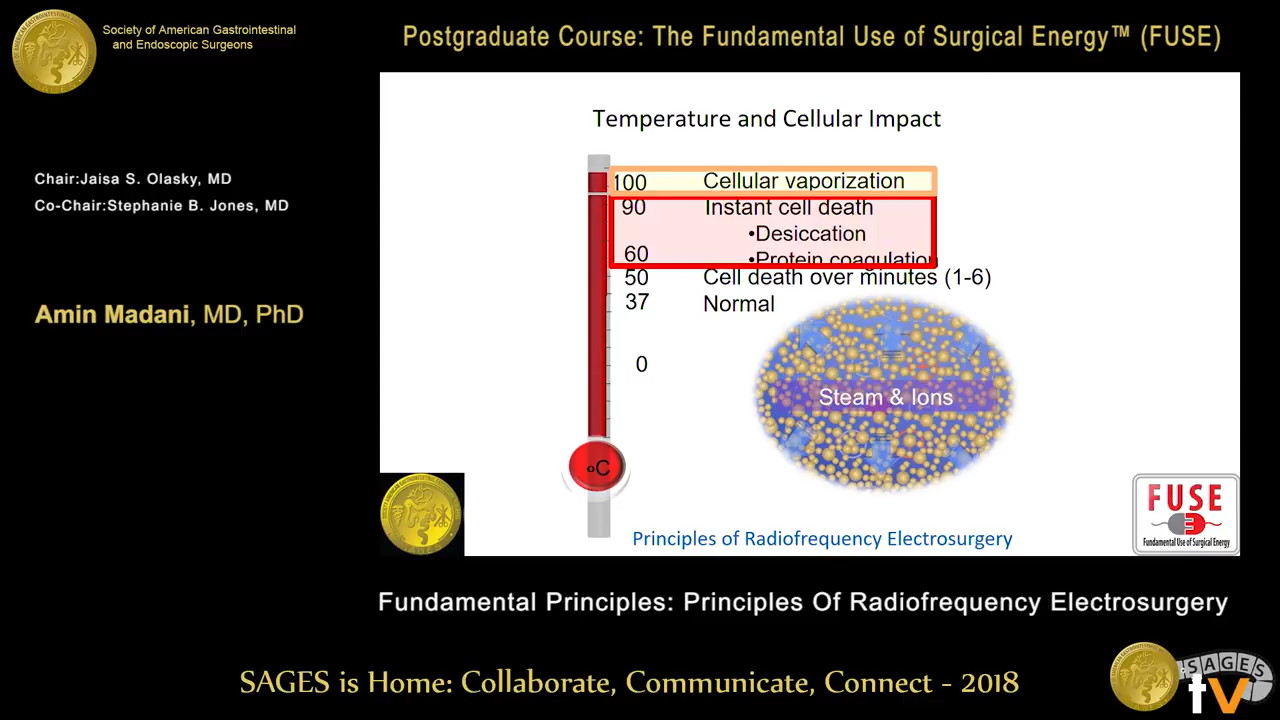 Society of American Gastrointestinal
and Endoscopic Surgeons
Postgraduate Course: The Fundamental Use of Surgical Energy™ (FUSE)
Chair:Jaisa S. Olasky, MD
Co-Chair:Stephanie B. Jones, MD
Amin Madani, MD, PhD
Temperature and Cellular Impact
100 Cellular vaporization
90 Instant cell death
•Desiccation
60 •Protein coagulation
50 Cell death over minutes (1-6)
37 Normal
0
Steam & Ions
oC
Principles of Radiofrequency Electrosurgery
FUSE
Fundamental Use of Surgical Energy
Fundamental Principles: Principles Of Radiofrequency Electrosurgery
SAGES is Home: Collaborate, Communicate, Connect - 2018
SAGES
tv